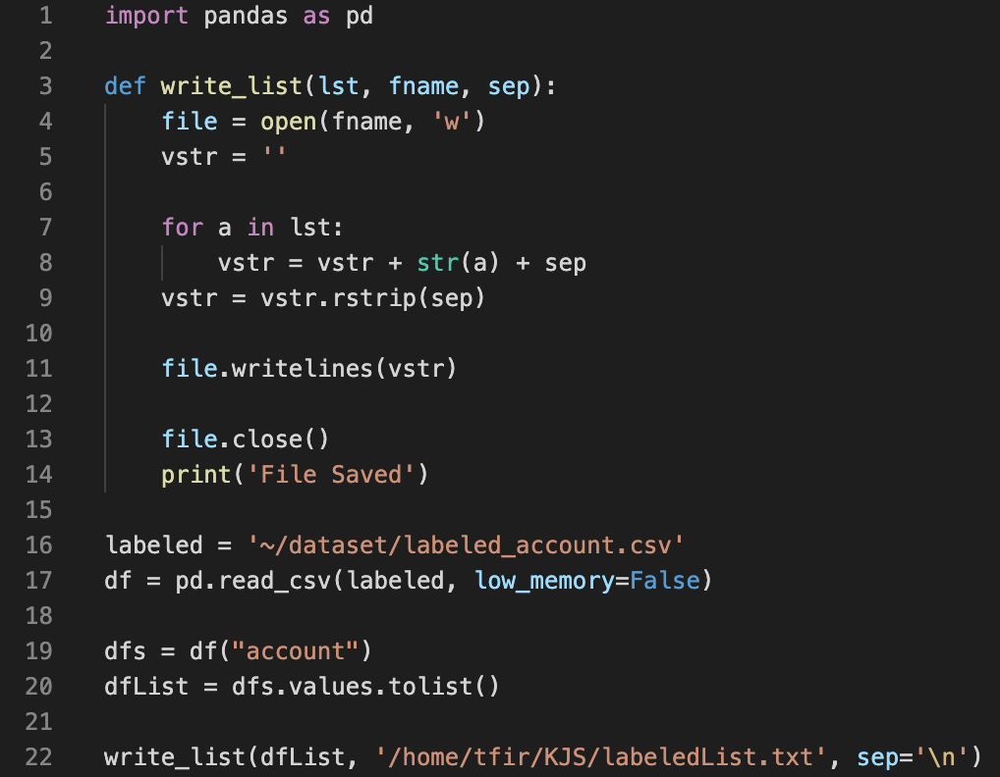 1 import pandas as pd
2
3 def write_list(lst, fname, sep):
4     file = open(fname, 'w')
5     vstr = ''
6
7     for a in lst:
8         vstr = vstr + str(a) + sep
9     vstr = vstr.rstrip(sep)
10
11     file.writelines(vstr)
12
13     file.close()
14     print('File Saved')
15
16 labeled = '~/dataset/labeled_account.csv'
17 df = pd.read_csv(labeled, low_memory=False)
18
19 dfs = df("account")
20 dfList = dfs.values.tolist()
21
22 write_list(dfList, '/home/tfir/KJS/labeledList.txt', sep='\n')